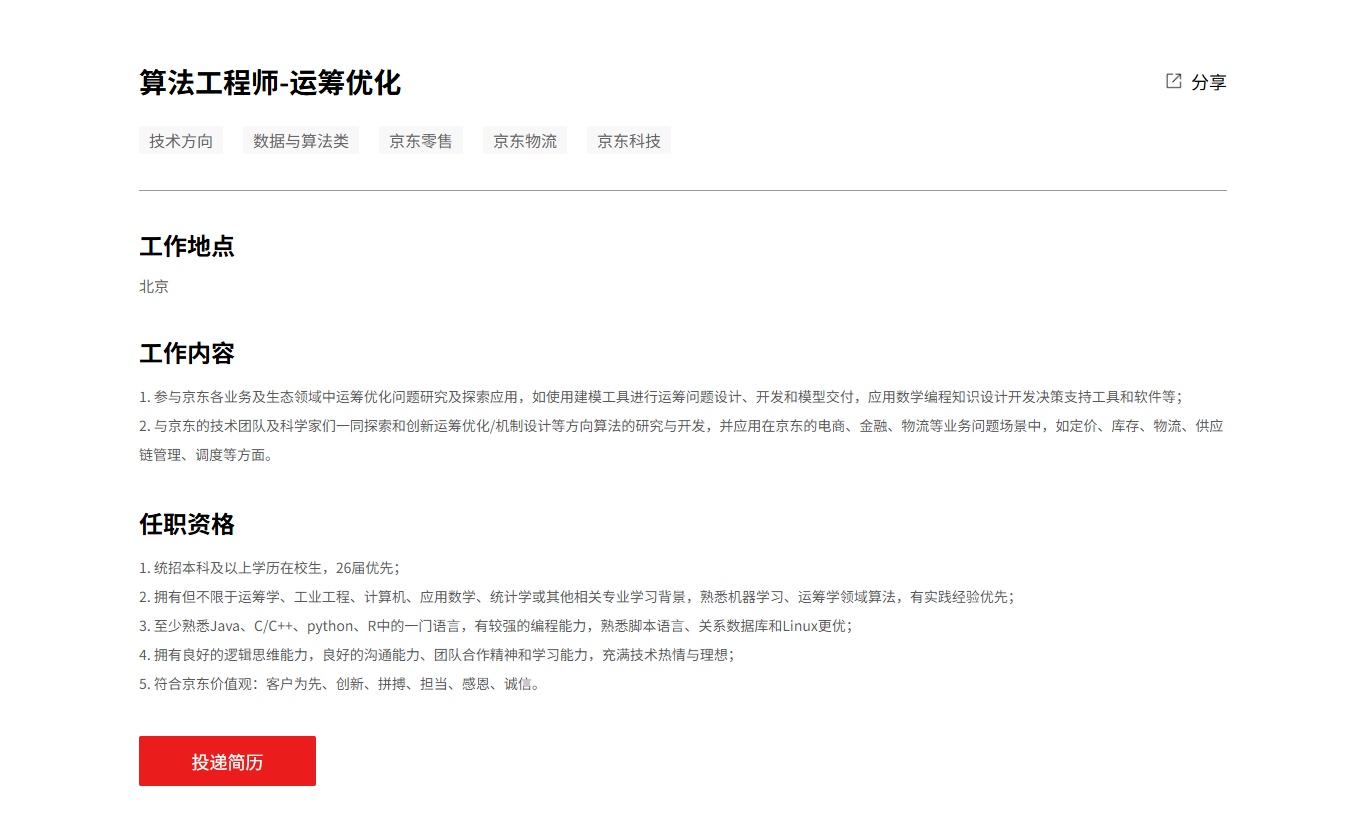 算法工程师-运筹优化
分享
技术方向 数据与算法类 京东零售 京东物流 京东科技
工作地点
北京
工作内容
1. 参与京东各业务及生态领域中运筹优化问题研究及探索应用，如使用建模工具进行运筹问题设计、开发和模型交付，应用数学编程知识设计开发决策支持工具和软件等；
2. 与京东的技术团队及科学家们一同探索和创新运筹优化/机制设计等方向算法的研究与开发，并应用在京东的电商、金融、物流等业务问题场景中，如定价、库存、物流、供应
链管理、调度等方面。
任职资格
1. 统招本科及以上学历在校生，26届优先；
2. 拥有但不限于运筹学、工业工程、计算机、应用数学、统计学或其他相关专业学习背景，熟悉机器学习、运筹学领域算法，有实践经验优先；
3. 至少熟悉Java、C/C++、python、R中的一门语言，有较强的编程能力，熟悉脚本语言、关系数据库和Linux更优；
4. 拥有良好的逻辑思维能力，良好的沟通能力、团队合作精神和学习能力，充满技术热情与理想；
5. 符合京东价值观：客户为先、创新、拼搏、担当、感恩、诚信。
投递简历